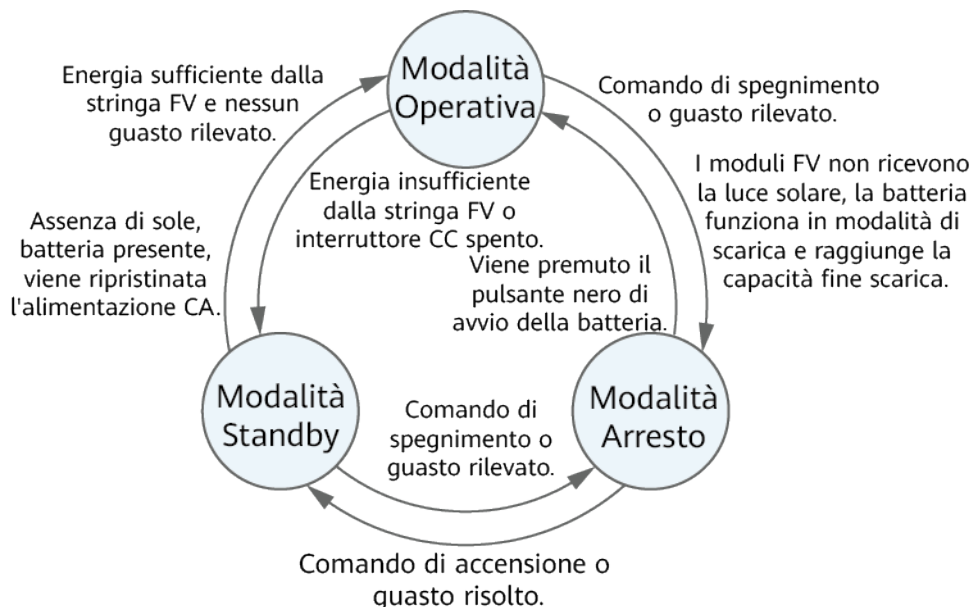 Modalità
Operativa
Energia sufficiente dalla
stringa FV e nessun
guasto rilevato.
Comando di spegnimento
o guasto rilevato.
Assenza di sole,
batteria presente,
viene ripristinata
l'alimentazione CA.
Energia insufficiente
dalla stringa FV o
interruttore CC spento.
I moduli FV non ricevono
la luce solare, la batteria
funziona in modalità di
scarica e raggiunge la
capacità fine scarica.
Viene premuto il
pulsante nero di
avvio della batteria.
Modalità
Standby
Comando di
spegnimento o
guasto rilevato.
Modalità
Arresto
Comando di accensione o
guasto risolto.